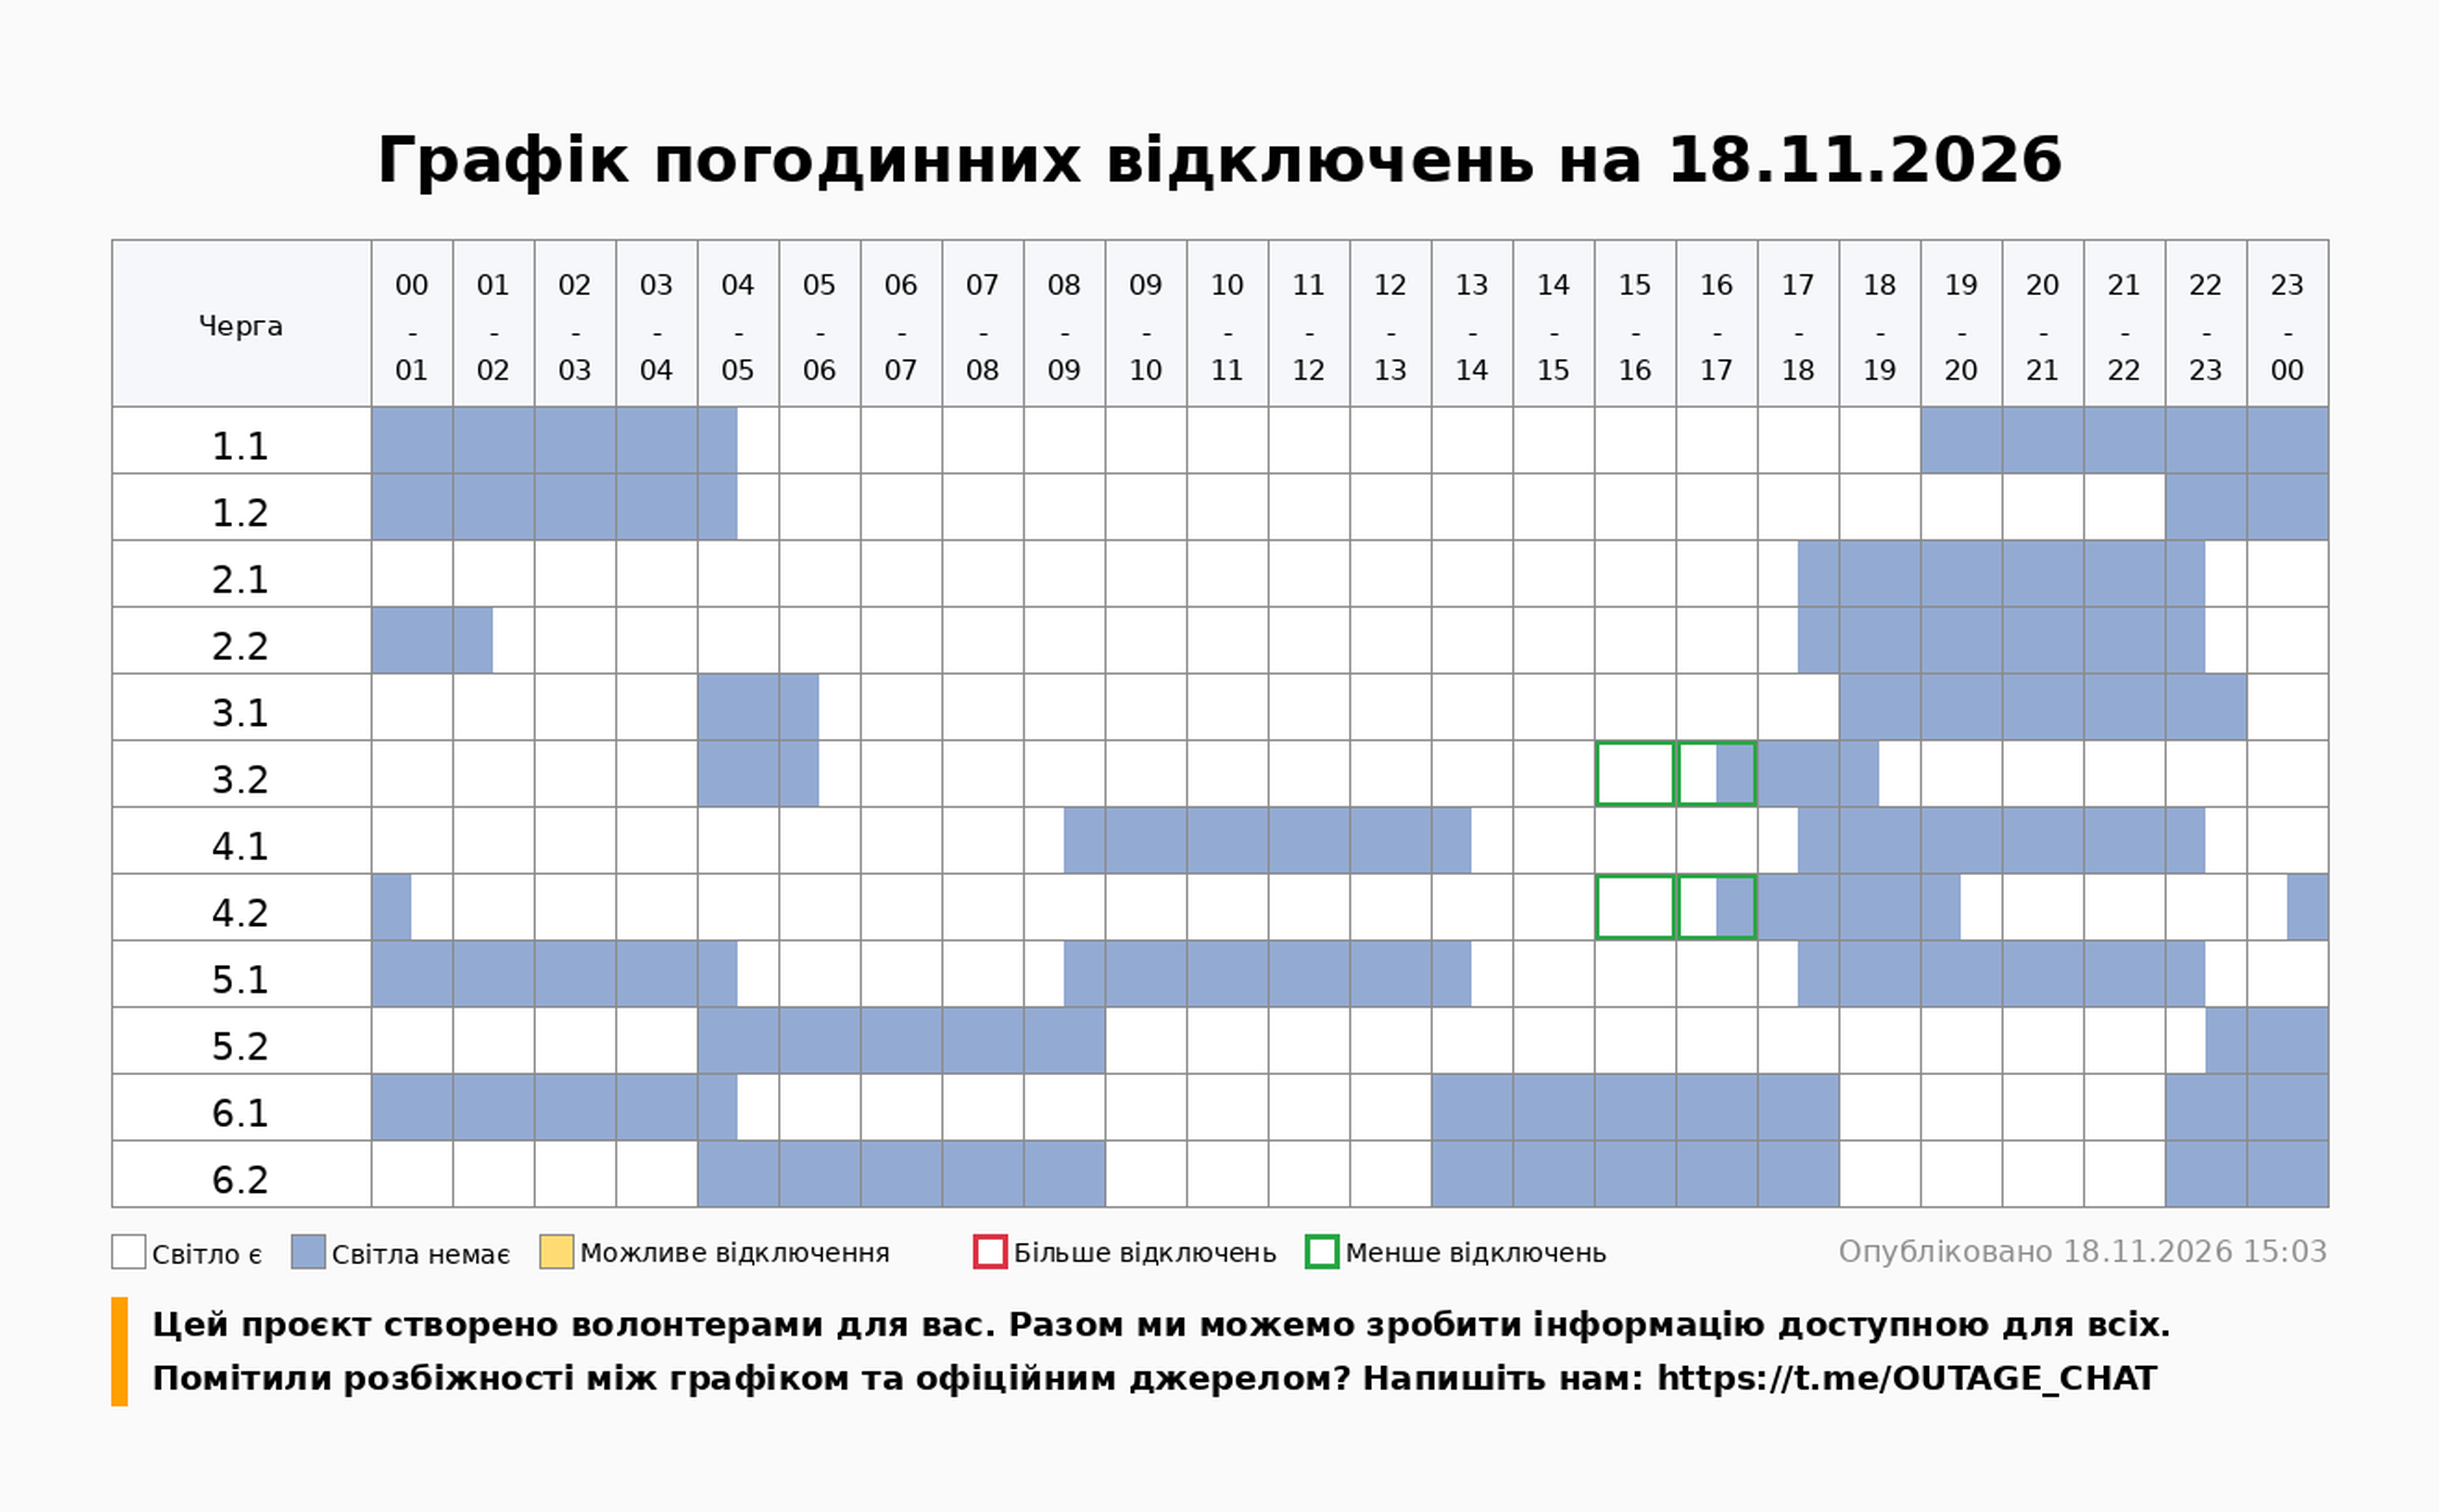 Графік погодинних відключень на 18.11.2026
Черга
00 - 01
01 - 02
02 - 03
03 - 04
04 - 05
05 - 06
06 - 07
07 - 08
08 - 09
09 - 10
10 - 11
11 - 12
12 - 13
13 - 14
14 - 15
15 - 16
16 - 17
17 - 18
18 - 19
19 - 20
20 - 21
21 - 22
22 - 23
23 - 00
1.1
1.2
2.1
2.2
3.1
3.2
4.1
4.2
5.1
5.2
6.1
6.2
Світло є
Світла немає
Можливе відключення
Більше відключень
Менше відключень
Опубліковано 18.11.2026 15:03
Цей проєкт створено волонтерами для вас. Разом ми можемо зробити інформацію доступною для всіх.
Помітили розбіжності між графіком та офіційним джерелом? Напишіть нам: https://t.me/OUTAGE_CHAT